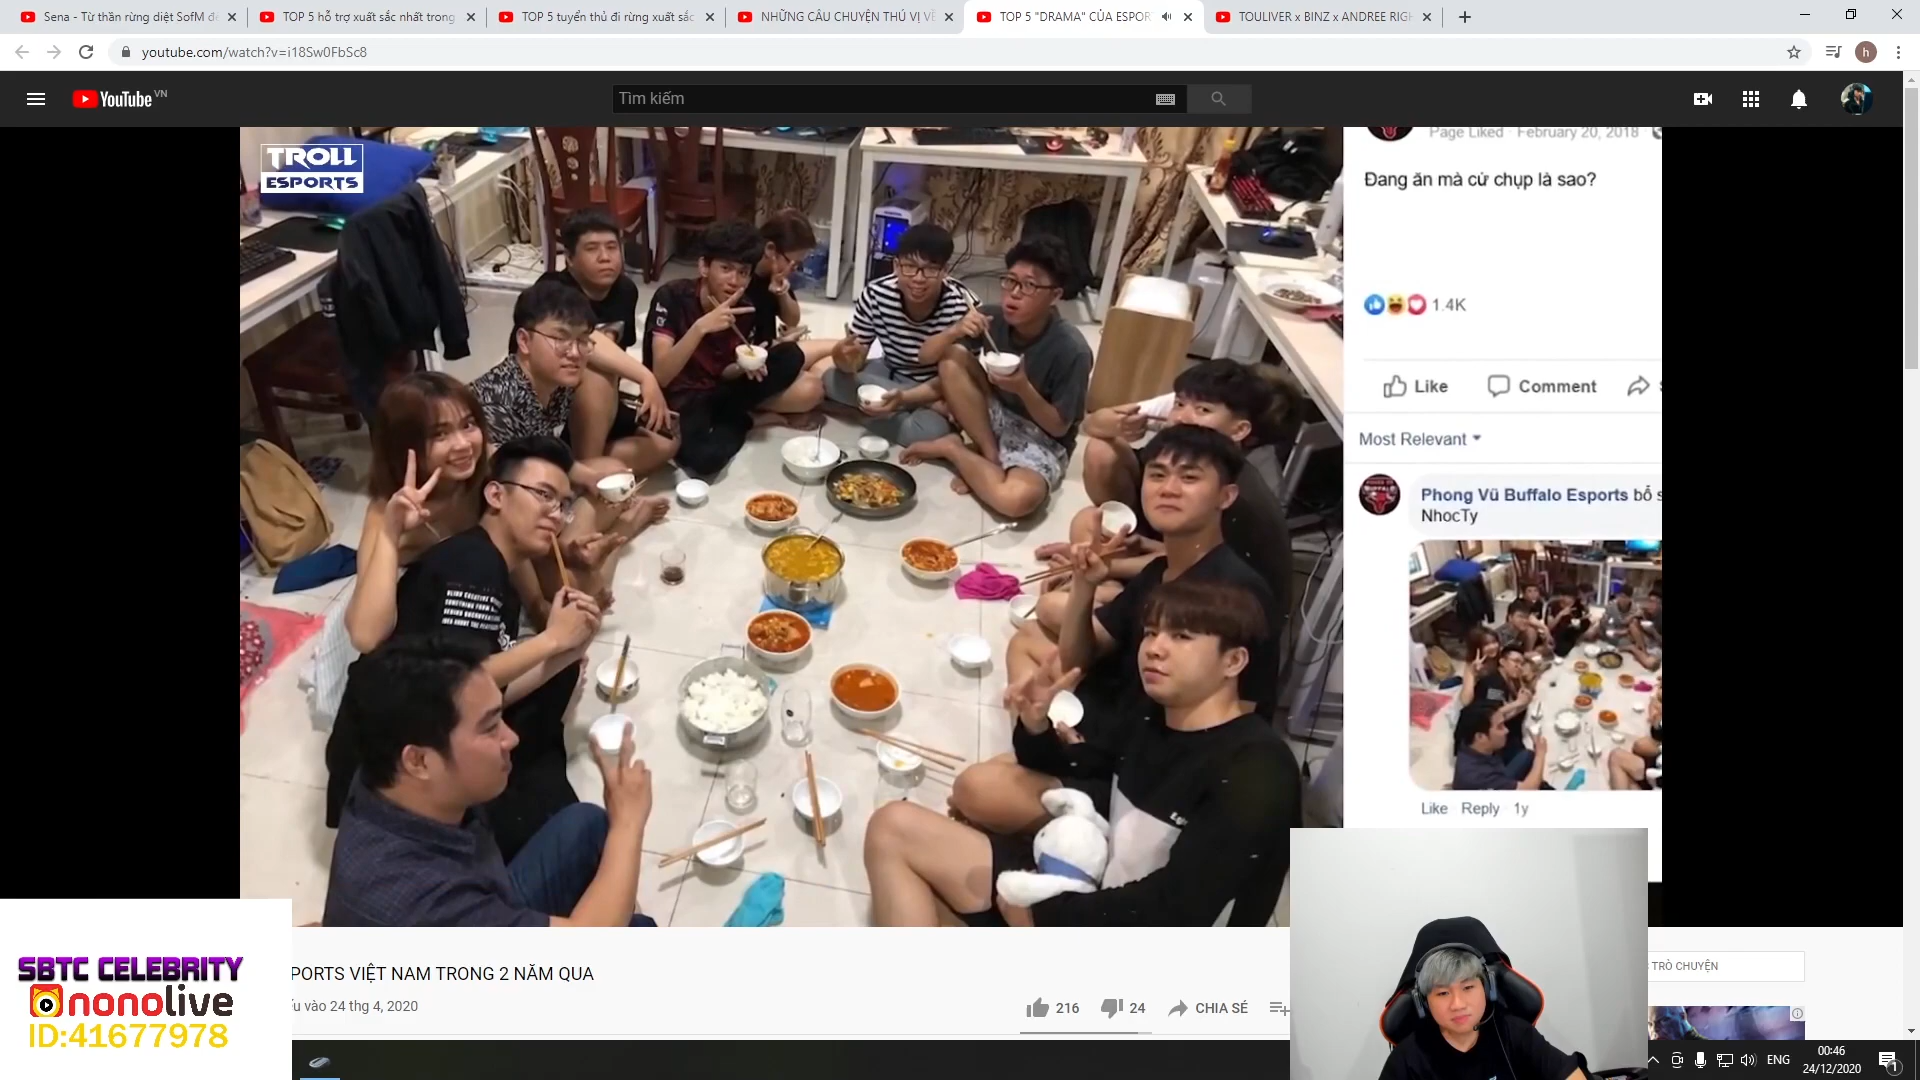 Sena - Từ thần rừng diệt SofM đế
TOP 5 hỗ trợ xuất sắc nhất trong
TOP 5 tuyển thủ đi rừng xuất sắc
NHỮNG CÂU CHUYỆN THÚ VỊ VỀ
TOP 5 "DRAMA" CỦA ESPOR
TOULIVER x BINZ x ANDREE RIGH
youtube.com/watch?v=i18Sw0FbSc8
h
YouTube VN
Tìm kiếm
TROLL
ESPORTS
Page Liked · February 20, 2018 ·
Đang ăn mà cứ chụp là sao?
1.4K
Like Comment
Most Relevant
Phong Vũ Buffalo Esports bổ s
NhocTy
Like Reply 1y
PORTS VIỆT NAM TRONG 2 NĂM QUA
ếu vào 24 thg 4, 2020
216 24 CHIA SẺ
TRÒ CHUYỆN
SBTC CELEBRITY
nonolive
ID:41677978
ENG
00:46
24/12/2020
1